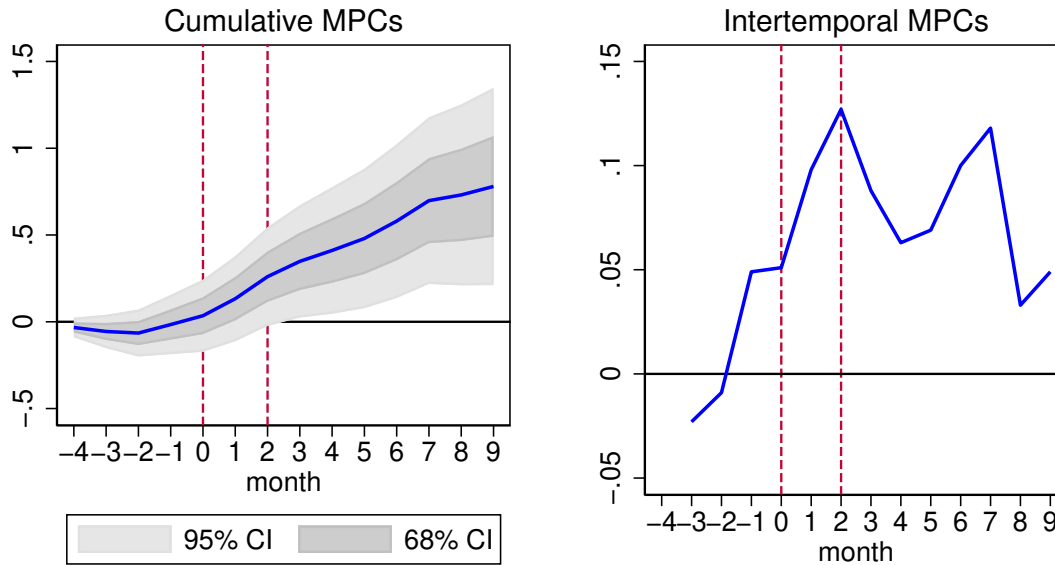 Cumulative MPCs
1.5
1
.5
0
−.5
−4 −3 −2 −1 0 1 2 3 4 5 6 7 8 9
month
95% CI 68% CI
Intertemporal MPCs
.15
.1
.05
0
−.05
−4 −3 −2 −1 0 1 2 3 4 5 6 7 8 9
month